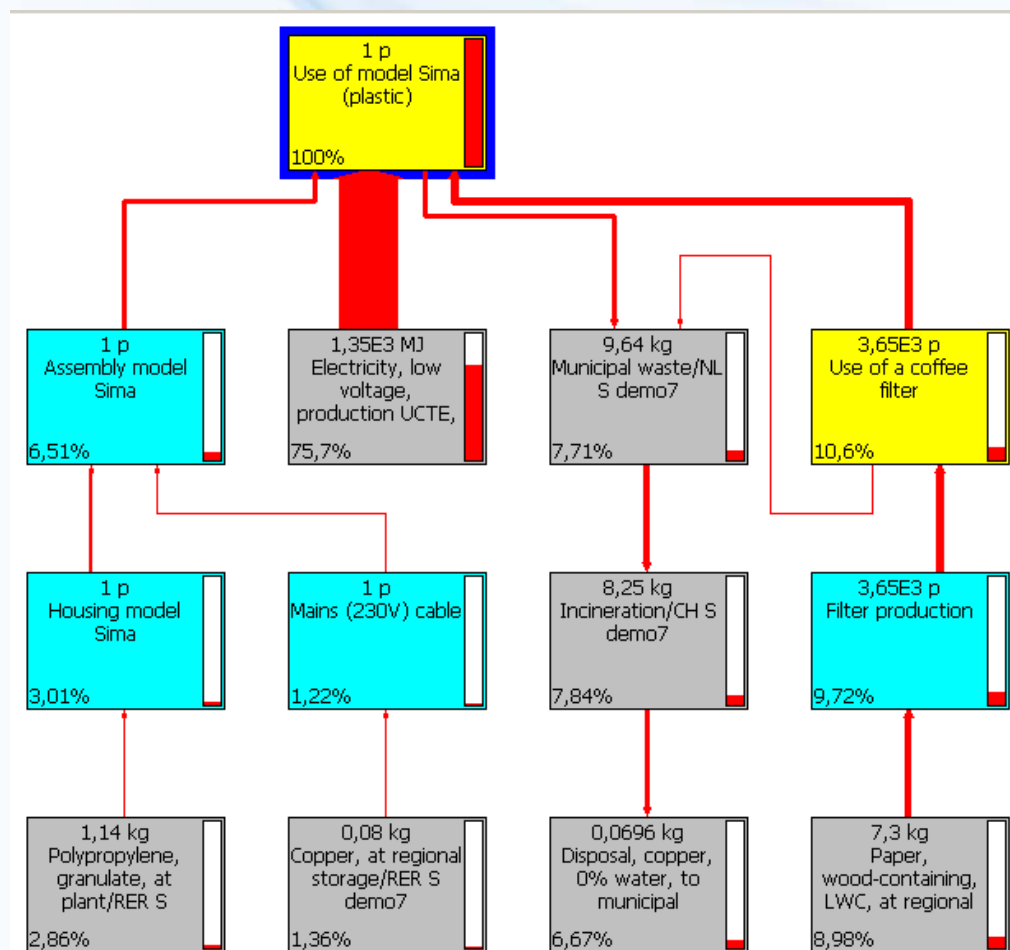 1 p
Use of model Sima
(plastic)
100%
1 p
Assembly model
Sima
6,51%
1,35E3 MJ
Electricity, low
voltage,
production UCTE,
75,7%
9,64 kg
Municipal waste/NL
S demo7
7,71%
3,65E3 p
Use of a coffee
filter
10,6%
1 p
Housing model
Sima
3,01%
1 p
Mains (230V) cable
1,22%
8,25 kg
Incineration/CH S
demo7
7,84%
3,65E3 p
Filter production
9,72%
1,14 kg
Polypropylene,
granulate, at
plant/RER S
2,86%
0,08 kg
Copper, at regional
storage/RER S
demo7
1,36%
0,0696 kg
Disposal, copper,
0% water, to
municipal
6,67%
7,3 kg
Paper,
wood-containing,
LWC, at regional
8,98%